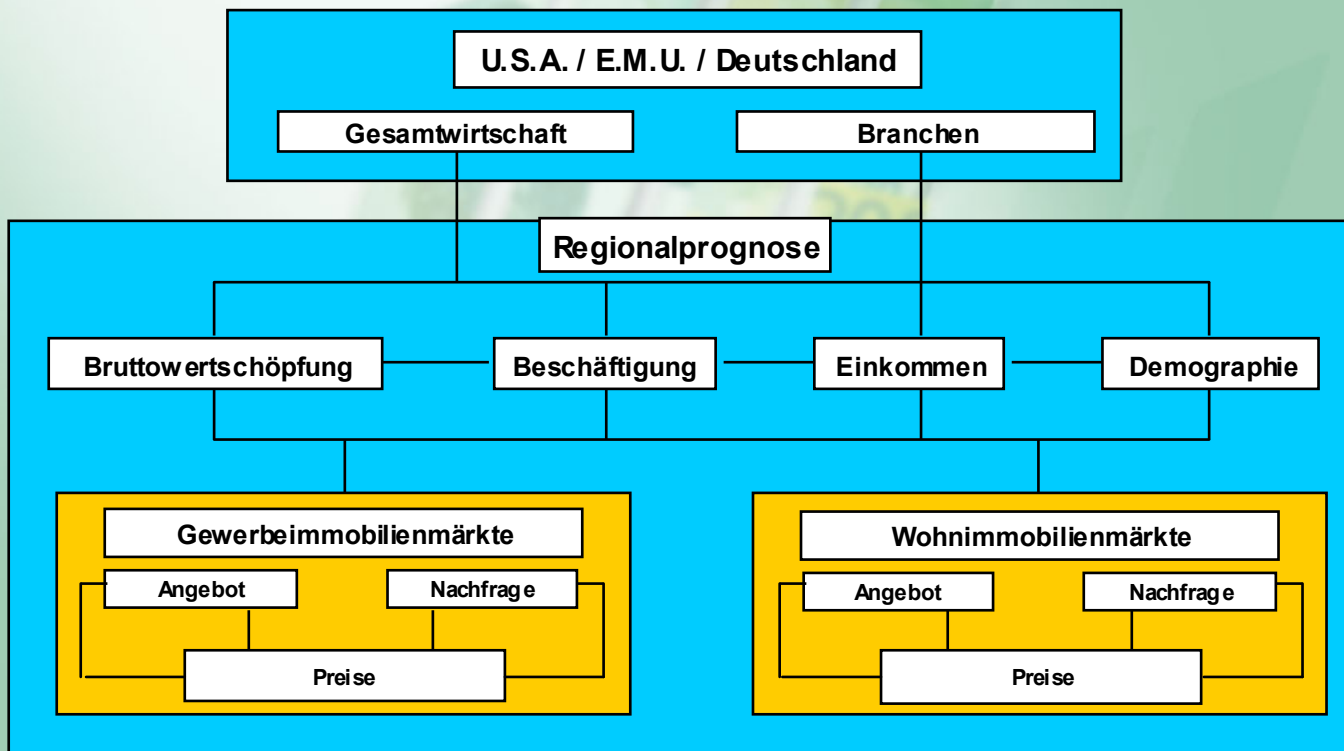 U.S.A. / E.M.U. / Deutschland
Gesamtwirtschaft
Branchen
Regionalprognose
Bruttowertschöpfung
Beschäftigung
Einkommen
Demographie
Gewerbeimmobilienmärkte
Angebot
Nachfrage
Preise
Wohnimmobilienmärkte
Angebot
Nachfrage
Preise